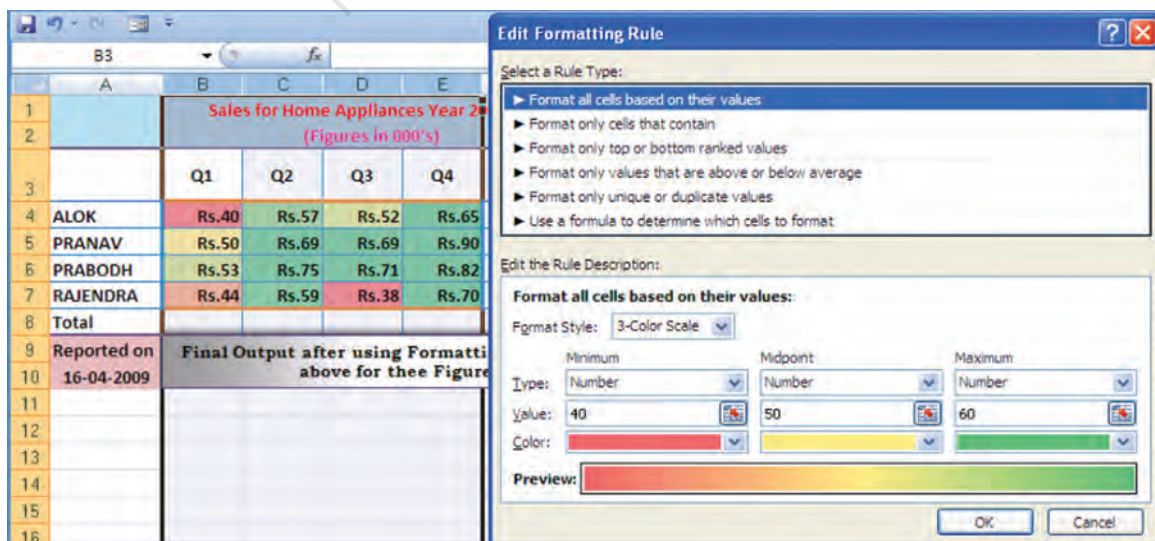 B3
fx
A B C D E
1 Sales for Home Appliances Year 2
2 (Figures in 000's)
3 Q1 Q2 Q3 Q4
4 ALOK Rs.40 Rs.57 Rs.52 Rs.65
5 PRANAV Rs.50 Rs.69 Rs.69 Rs.90
6 PRABODH Rs.53 Rs.75 Rs.71 Rs.82
7 RAJENDRA Rs.44 Rs.59 Rs.38 Rs.70
8 Total
9 Reported on Final Output after using Formatti
10 16-04-2009 above for thee Figure
11
12
13
14
15
16
Edit Formatting Rule
Select a Rule Type:
► Format all cells based on their values
► Format only cells that contain
► Format only top or bottom ranked values
► Format only values that are above or below average
► Format only unique or duplicate values
► Use a formula to determine which cells to format
Edit the Rule Description:
Format all cells based on their values:
Format Style: 3-Color Scale
Minimum Midpoint Maximum
Type: Number Number Number
Value: 40 50 60
Color:
Preview:
OK Cancel